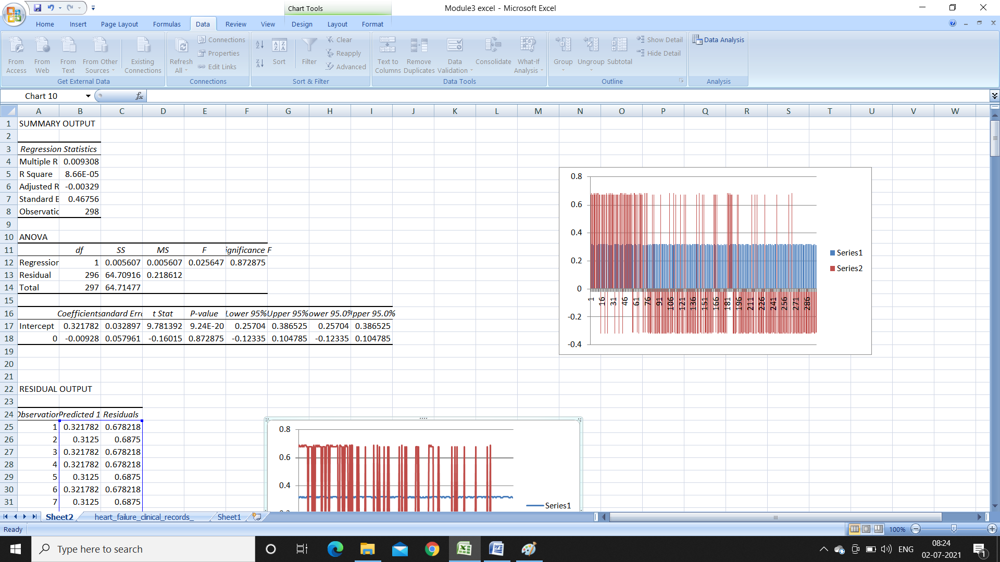 Chart Tools
Module3 excel - Microsoft Excel
Home Insert Page Layout Formulas Data Review View Design Layout Format
From Access
From Web
From Text
From Other Sources
Existing Connections
Get External Data
Refresh All
Connections
Properties
Edit Links
Connections
Sort
Filter
Clear
Reapply
Advanced
Sort & Filter
Text to Columns
Remove Duplicates
Data Validation
Consolidate
What-If Analysis
Data Tools
Group
Ungroup
Subtotal
Show Detail
Hide Detail
Outline
Data Analysis
Analysis
Chart 10 fx
A B C D E F G H I J K L M N O P Q R S T U V W
1 SUMMARY OUTPUT
2
3 Regression Statistics
4 Multiple R 0.009308
5 R Square 8.66E-05
6 Adjusted R -0.00329
7 Standard E 0.46756
8 Observatic 298
9
10 ANOVA
11 df SS MS F ignificance F
12 Regression 1 0.005607 0.005607 0.025647 0.872875
13 Residual 296 64.70916 0.218612
14 Total 297 64.71477
15
16 Coefficients andard Erro t Stat P-value Lower 95% Upper 95% ower 95.0% Upper 95.0%
17 Intercept 0.321782 0.032897 9.781392 9.24E-20 0.25704 0.386525 0.25704 0.386525
18 0 -0.00928 0.057961 -0.16015 0.872875 -0.12335 0.104785 -0.12335 0.104785
19
20
21
22 RESIDUAL OUTPUT
23
24 Observation Predicted 1 Residuals
25 1 0.321782 0.678218
26 2 0.3125 0.6875
27 3 0.321782 0.678218
28 4 0.321782 0.678218
29 5 0.3125 0.6875
30 6 0.321782 0.678218
31 7 0.3125 0.6875
0.8
0.6
0.4
0.2
0
-0.2
-0.4
1 16 31 46 61 76 91 106 121 136 151 166 181 196 211 226 241 256 271 286
Series1
Series2
0.8
0.6
0.4
Series1
Sheet2 heart_failure_clinical_records_ Sheet1
Ready
100%
Type here to search
ENG
08:24
02-07-2021
1